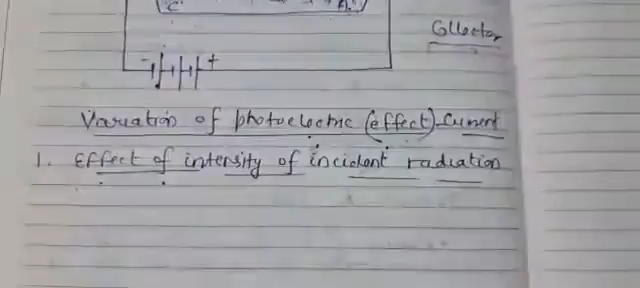 C
A
Collector
- +
Variation of photoelectric (effect) current
1. Effect of intensity of incident radiation